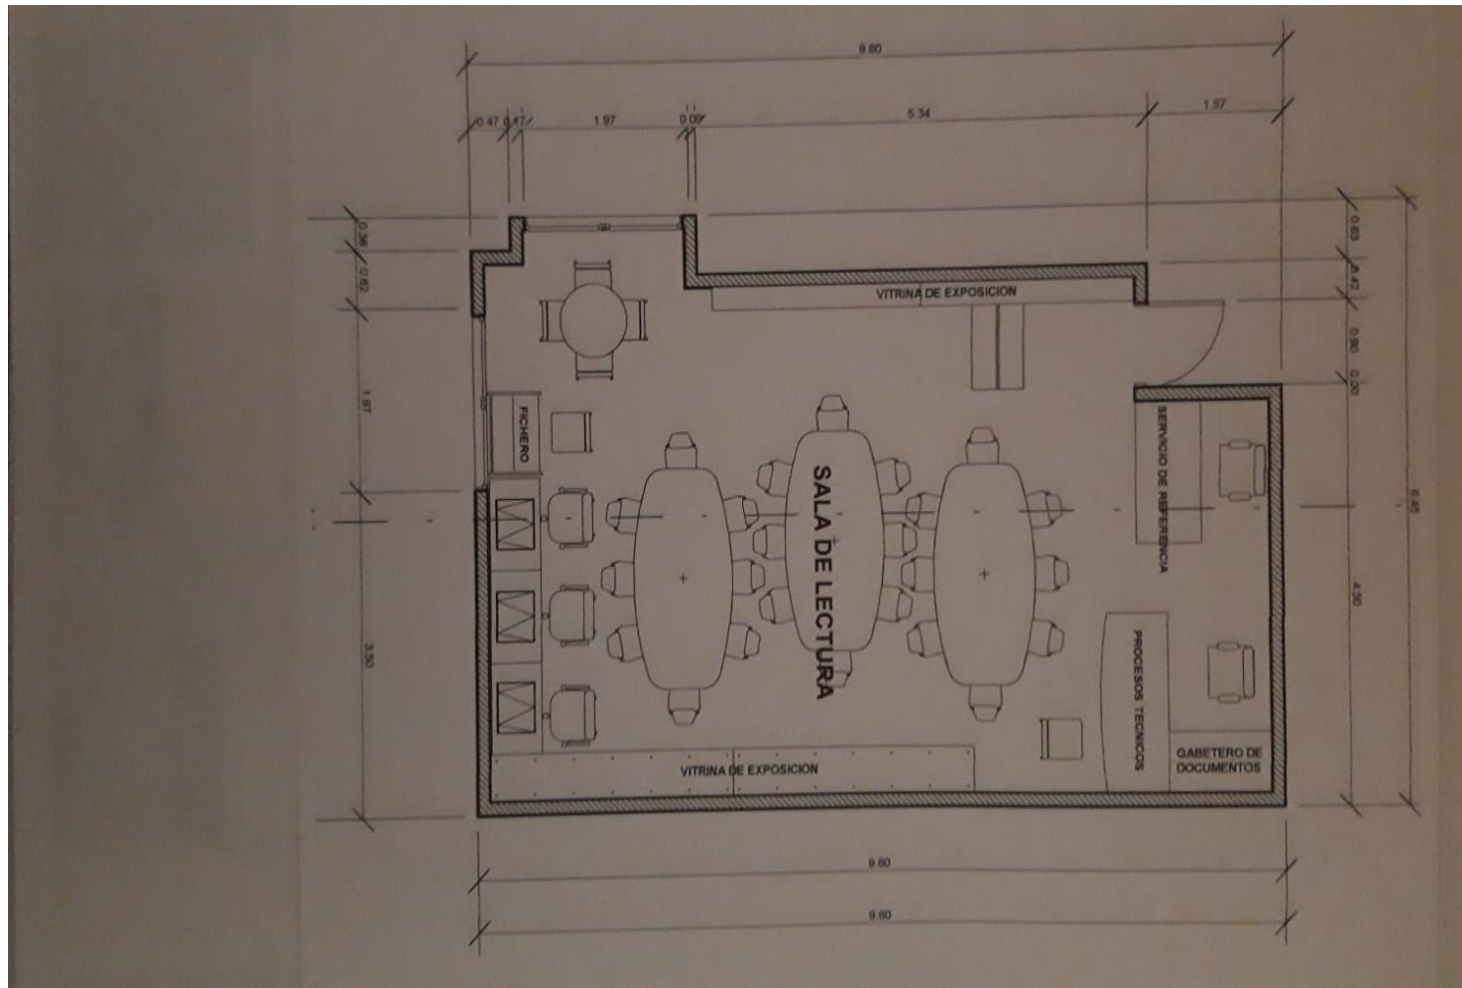 9.60
0.47 0.17 1.97 0.09 5.34 1.57
0.36
0.62
1.97
3.50
0.63
0.42
0.90
0.00
4.50
6.45
VITRINA DE EXPOSICION
FICHERO
SALA DE LECTURA
SERVICIO DE REFERENCIA
PROCESOS TECNICOS
GABETERO DE
DOCUMENTOS
VITRINA DE EXPOSICION
9.60
9.60